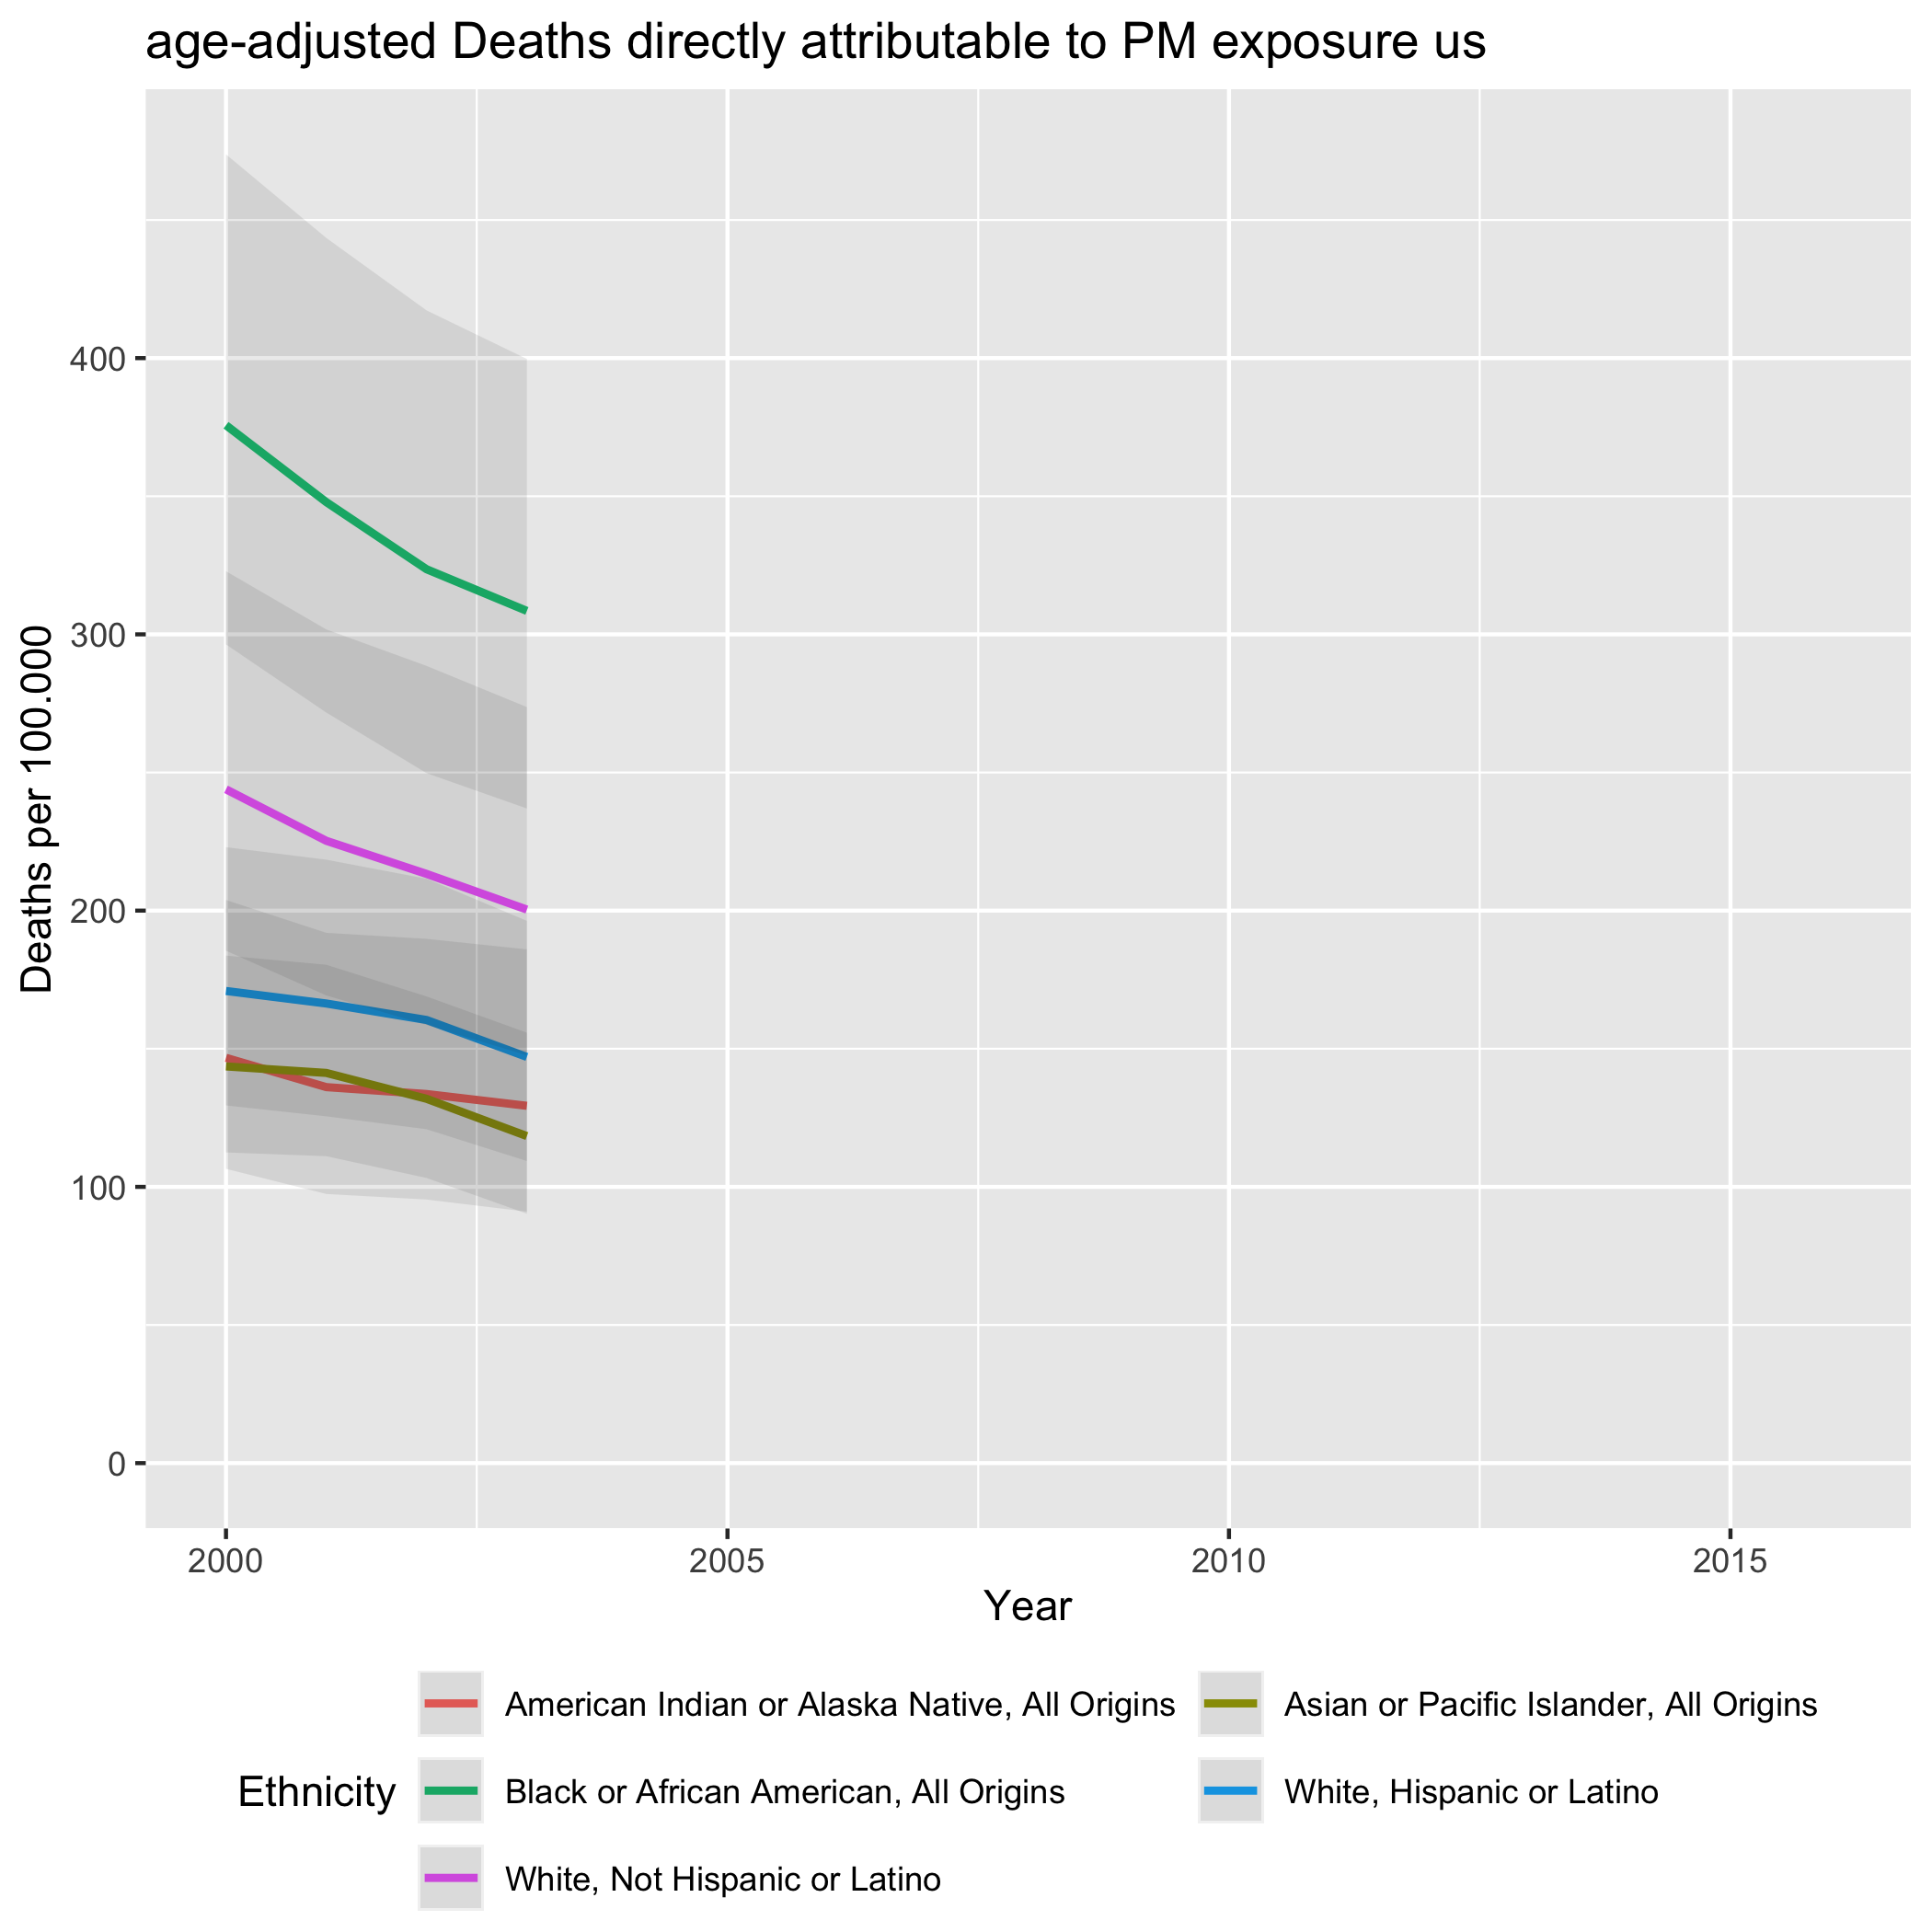 age-adjusted Deaths directly attributable to PM exposure us
Deaths per 100.000
400
300
200
100
0
2000 2005 2010 2015
Year
Ethnicity
American Indian or Alaska Native, All Origins
Asian or Pacific Islander, All Origins
Black or African American, All Origins
White, Hispanic or Latino
White, Not Hispanic or Latino